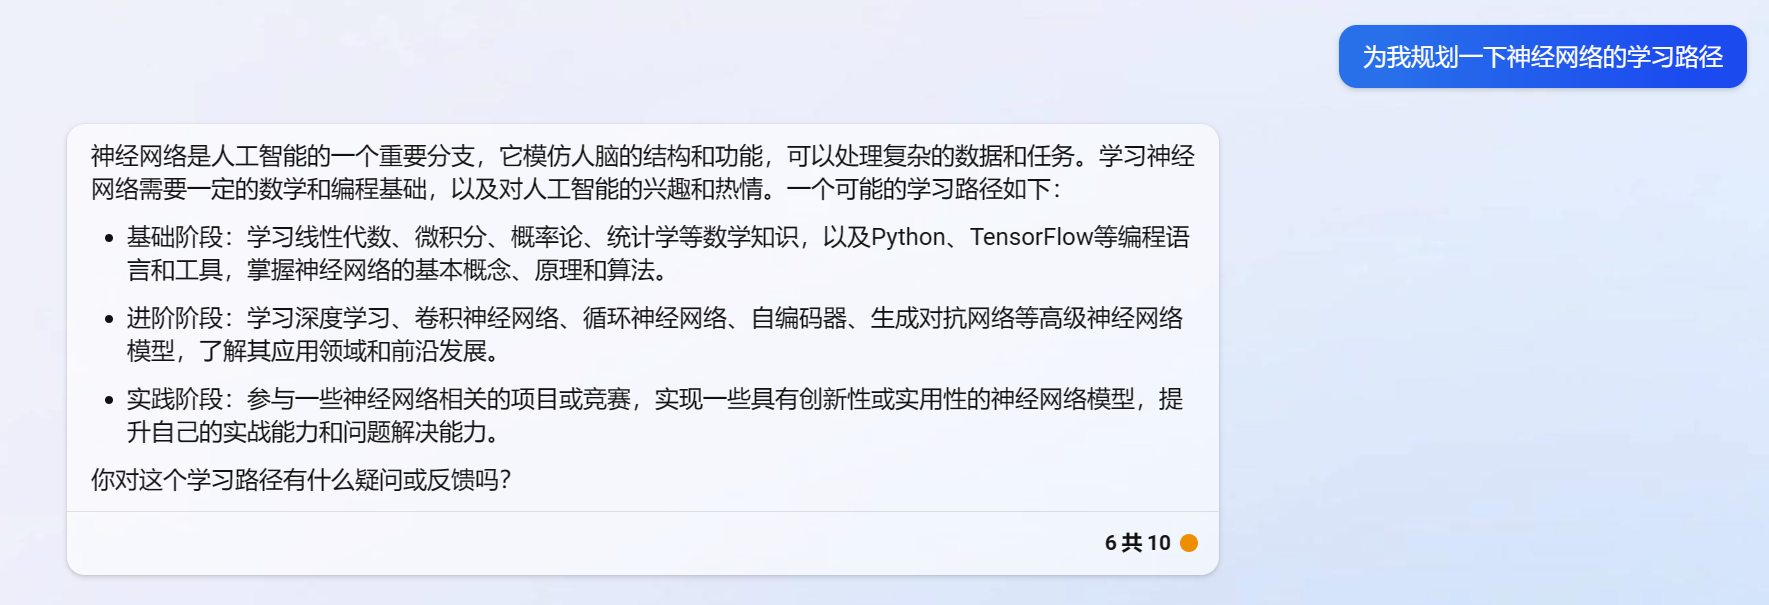 为我规划一下神经网络的学习路径
神经网络是人工智能的一个重要分支，它模仿人脑的结构和功能，可以处理复杂的数据和任务。学习神经
网络需要一定的数学和编程基础，以及对人工智能的兴趣和热情。一个可能的学习路径如下：
• 基础阶段：学习线性代数、微积分、概率论、统计学等数学知识，以及Python、TensorFlow等编程语
言和工具，掌握神经网络的基本概念、原理和算法。
• 进阶阶段：学习深度学习、卷积神经网络、循环神经网络、自编码器、生成对抗网络等高级神经网络
模型，了解其应用领域和前沿发展。
• 实践阶段：参与一些神经网络相关的项目或竞赛，实现一些具有创新性或实用性的神经网络模型，提
升自己的实战能力和问题解决能力。
你对这个学习路径有什么疑问或反馈吗？
6 共 10